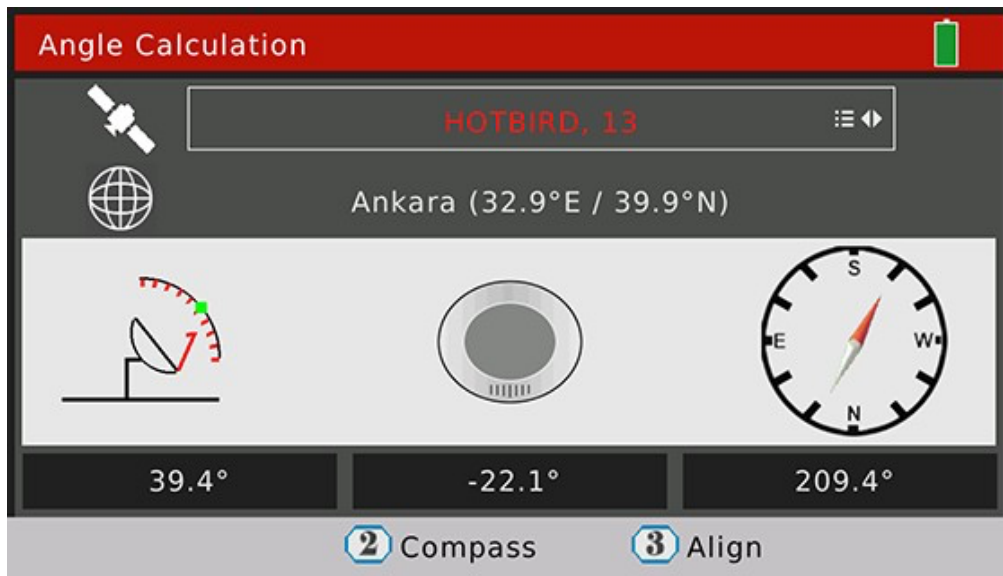 Angle Calculation
HOTBIRD, 13
Ankara (32.9°E / 39.9°N)
S
E W
N
39.4° -22.1° 209.4°
2 Compass 3 Align